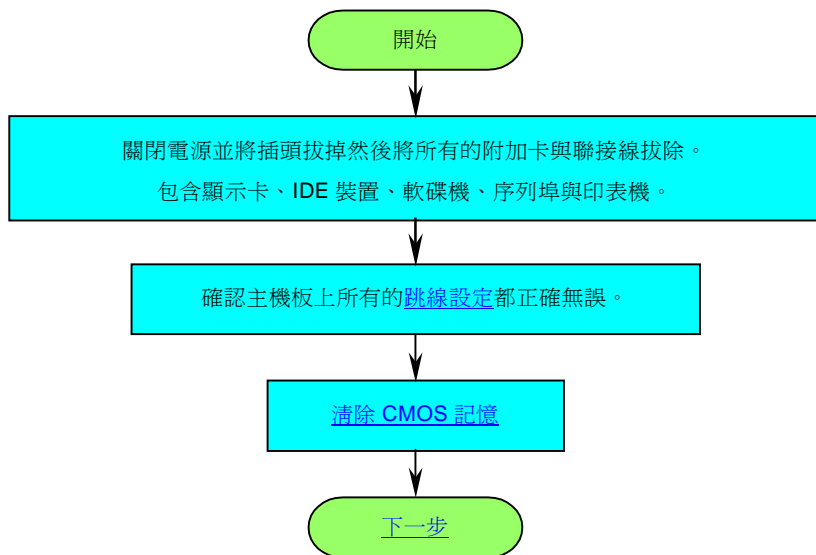 開始
關閉電源並將插頭拔掉然後將所有的附加卡與聯接線拔除。
包含顯示卡、IDE 裝置、軟碟機、序列埠與印表機。
確認主機板上所有的跳線設定都正確無誤。
清除 CMOS 記憶
下一步